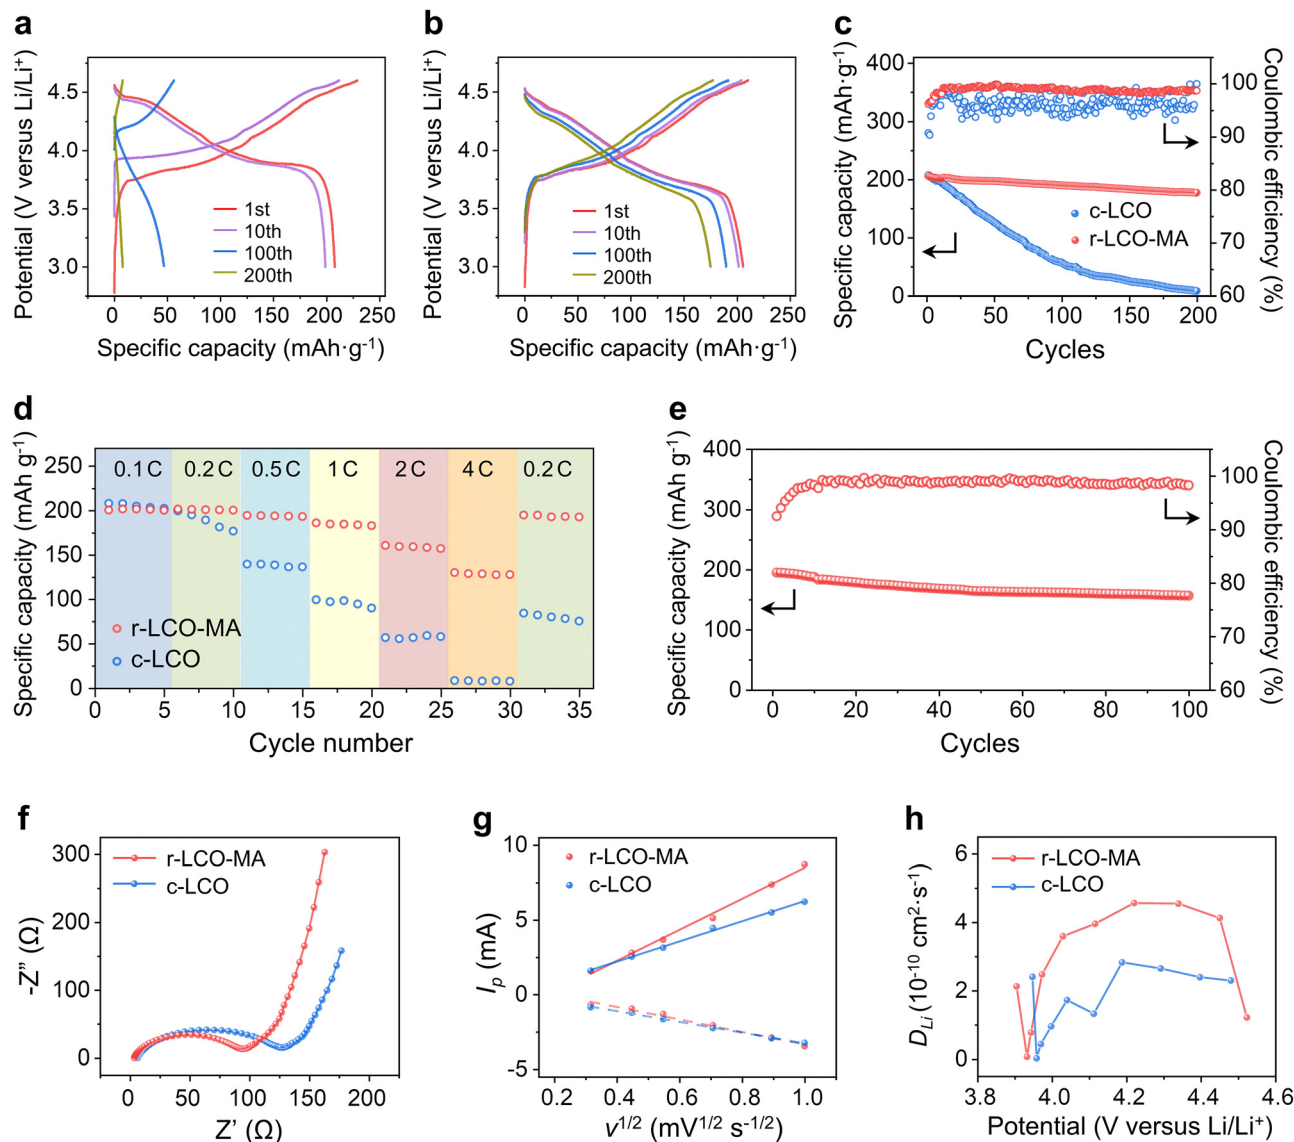 a
Potential (V versus Li/Li⁺)
4.5
4.0
3.5
3.0
1st
10th
100th
200th
0 50 100 150 200 250
Specific capacity (mAh·g⁻¹)
b
Potential (V versus Li/Li⁺)
4.5
4.0
3.5
3.0
1st
10th
100th
200th
0 50 100 150 200 250
Specific capacity (mAh·g⁻¹)
c
Specific capacity (mAh·g⁻¹)
400
300
200
100
0
c-LCO
r-LCO-MA
100
90
80
70
60
Coulombic efficiency (%)
0 50 100 150 200
Cycles
d
Specific capacity (mAh g⁻¹)
250
200
150
100
50
0
0.1 C 0.2 C 0.5 C 1 C 2 C 4 C 0.2 C
r-LCO-MA
c-LCO
0 5 10 15 20 25 30 35
Cycle number
e
Specific capacity (mAh g⁻¹)
400
300
200
100
0
100
90
80
70
60
Coulombic efficiency (%)
0 20 40 60 80 100
Cycles
f
-Z” (Ω)
300
200
100
0
r-LCO-MA
c-LCO
0 50 100 150 200
Z’ (Ω)
g
Iₚ (mA)
10
5
0
-5
r-LCO-MA
c-LCO
0.2 0.4 0.6 0.8 1.0
v¹ᐟ² (mV¹ᐟ² s⁻¹ᐟ²)
h
D_Li (10⁻¹⁰ cm²·s⁻¹)
6
4
2
0
r-LCO-MA
c-LCO
3.8 4.0 4.2 4.4 4.6
Potential (V versus Li/Li⁺)